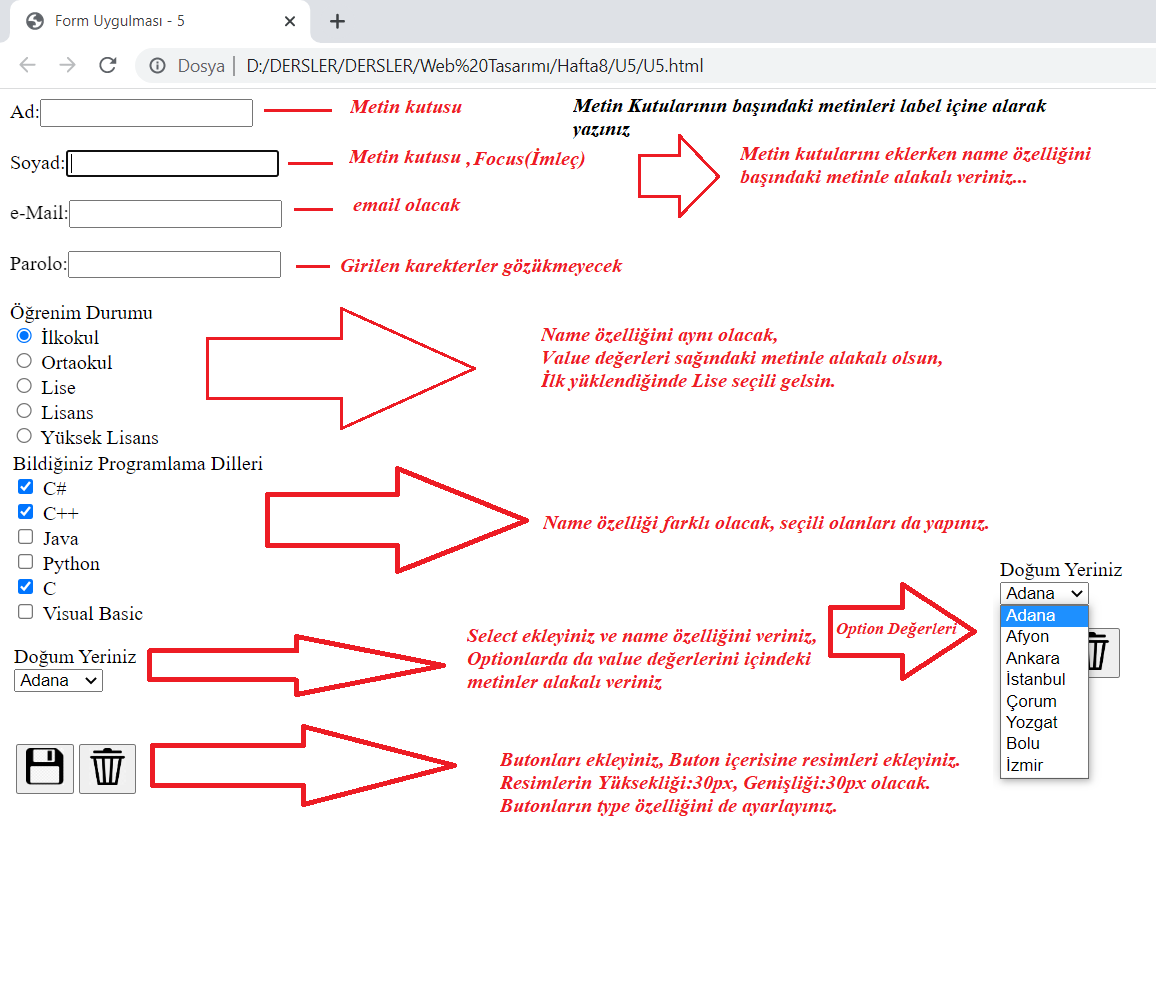 Form Uygulması - 5
Dosya | D:/DERSLER/DERSLER/Web%20Tasarımı/Hafta8/U5/U5.html
Ad: Metin kutusu
Metin Kutularının başındaki metinleri label içine alarak
yazınız
Soyad: Metin kutusu ,Focus(İmleç)
Metin kutularını eklerken name özelliğini
başındaki metinle alakalı veriniz...
e-Mail: email olacak
Parolo: Girilen karekterler gözükmeyecek
Öğrenim Durumu
İlkokul
Ortaokul
Lise
Lisans
Yüksek Lisans
Name özelliğini aynı olacak,
Value değerleri sağındaki metinle alakalı olsun,
İlk yüklendiğinde Lise seçili gelsin.
Bildiğiniz Programlama Dilleri
C#
C++
Java
Python
C
Visual Basic
Name özelliği farklı olacak, seçili olanları da yapınız.
Doğum Yeriniz
Adana
Select ekleyiniz ve name özelliğini veriniz,
Optionlarda da value değerlerini içindeki
metinler alakalı veriniz
Option Değerleri
Doğum Yeriniz
Adana
Adana
Afyon
Ankara
İstanbul
Çorum
Yozgat
Bolu
İzmir
Butonları ekleyiniz, Buton içerisine resimleri ekleyiniz.
Resimlerin Yüksekliği:30px, Genişliği:30px olacak.
Butonların type özelliğini de ayarlayınız.